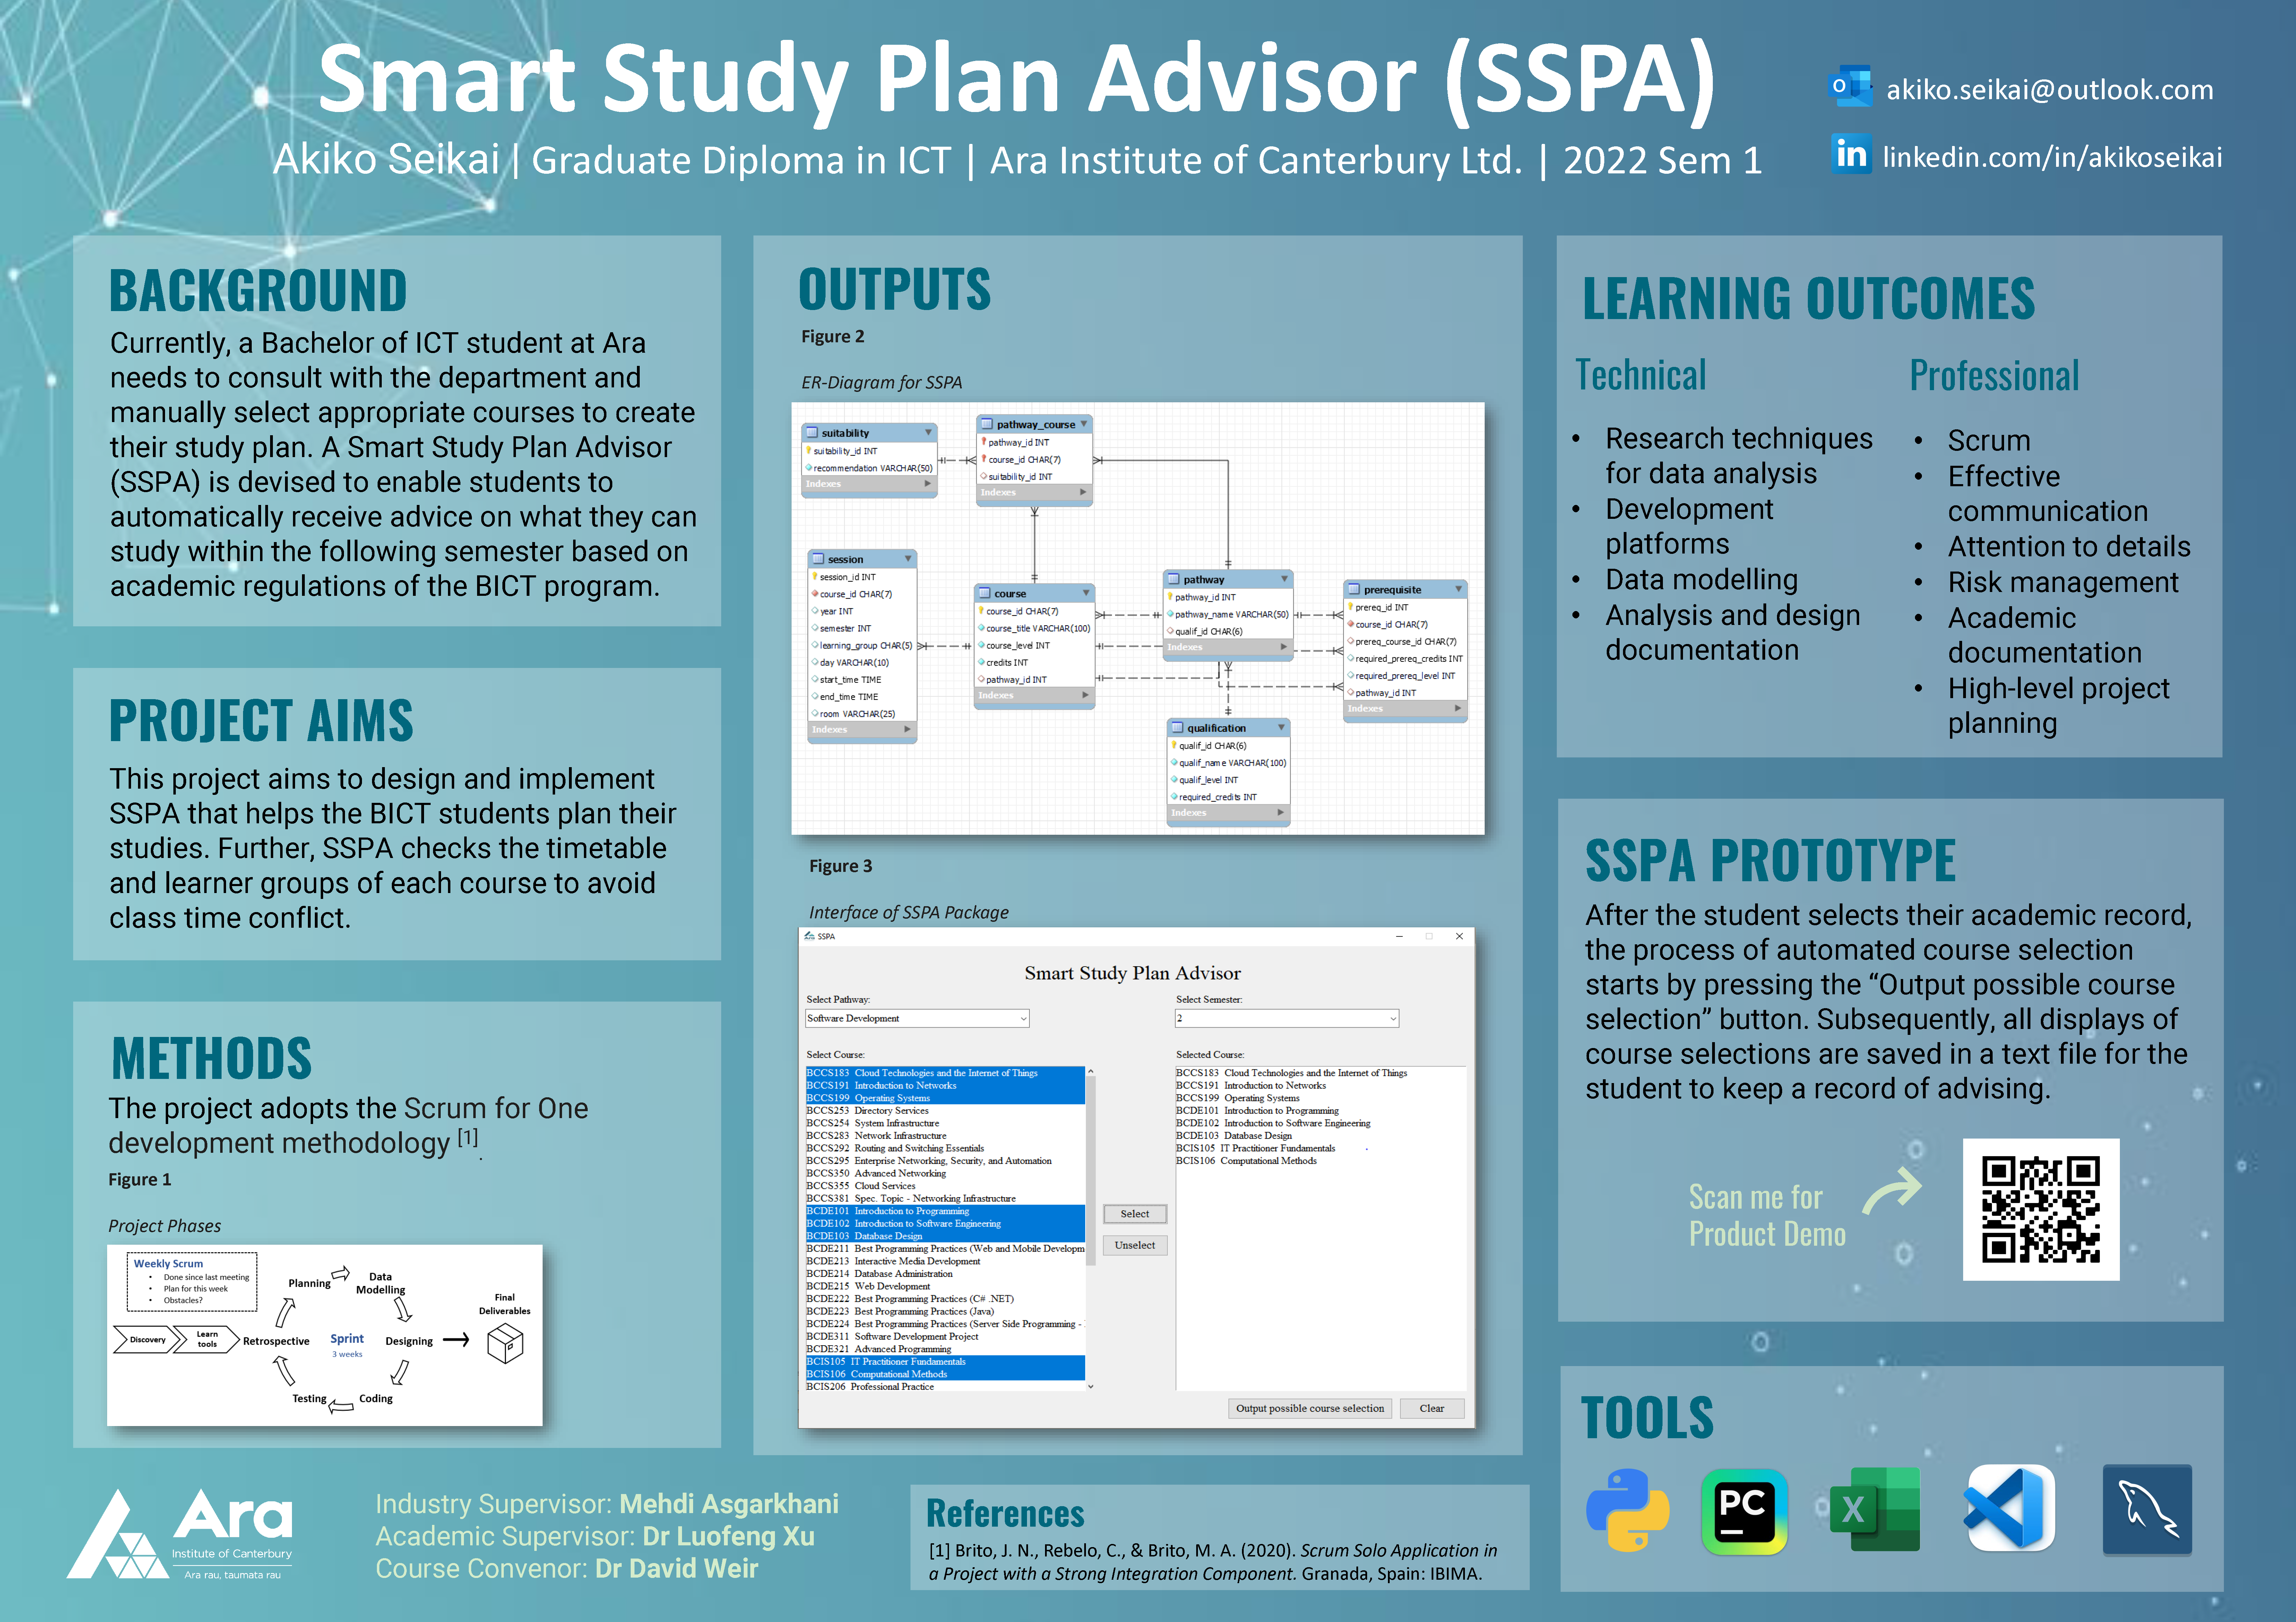 Smart Study Plan Advisor (SSPA)
Akiko Seikai | Graduate Diploma in ICT | Ara Institute of Canterbury Ltd. | 2022 Sem 1
akiko.seikai@outlook.com
linkedin.com/in/akikoseikai
BACKGROUND
Currently, a Bachelor of ICT student at Ara
needs to consult with the department and
manually select appropriate courses to create
their study plan. A Smart Study Plan Advisor
(SSPA) is devised to enable students to
automatically receive advice on what they can
study within the following semester based on
academic regulations of the BICT program.
PROJECT AIMS
This project aims to design and implement
SSPA that helps the BICT students plan their
studies. Further, SSPA checks the timetable
and learner groups of each course to avoid
class time conflict.
METHODS
The project adopts the Scrum for One
development methodology [1].
Figure 1
Project Phases
Weekly Scrum
• Done since last meeting
• Plan for this week
• Obstacles?
Discovery
Learn
tools
Retrospective
Planning
Data
Modelling
Designing
Coding
Testing
Sprint
3 weeks
Final
Deliverables
OUTPUTS
Figure 2
ER-Diagram for SSPA
suitability
suitability_id INT
recommendation VARCHAR(50)
Indexes
pathway_course
pathway_id INT
course_id CHAR(7)
suitability_id INT
Indexes
session
session_id INT
course_id CHAR(7)
year INT
semester INT
learning_group CHAR(5)
day VARCHAR(10)
start_time TIME
end_time TIME
room VARCHAR(25)
Indexes
course
course_id CHAR(7)
course_title VARCHAR(100)
course_level INT
credits INT
pathway_id INT
Indexes
pathway
pathway_id INT
pathway_name VARCHAR(50)
qualif_id CHAR(6)
Indexes
prerequisite
prereq_id INT
course_id CHAR(7)
prereq_course_id CHAR(7)
required_prereq_credits INT
required_prereq_level INT
pathway_id INT
Indexes
qualification
qualif_id CHAR(6)
qualif_name VARCHAR(100)
qualif_level INT
required_credits INT
Indexes
Figure 3
Interface of SSPA Package
SSPA
Smart Study Plan Advisor
Select Pathway:
Software Development
Select Semester:
2
Select Course:
BCCS183 Cloud Technologies and the Internet of Things
BCCS191 Introduction to Networks
BCCS199 Operating Systems
BCCS253 Directory Services
BCCS254 System Infrastructure
BCCS283 Network Infrastructure
BCCS292 Routing and Switching Essentials
BCCS295 Enterprise Networking, Security, and Automation
BCCS350 Advanced Networking
BCCS355 Cloud Services
BCCS381 Spec. Topic - Networking Infrastructure
BCDE101 Introduction to Programming
BCDE102 Introduction to Software Engineering
BCDE103 Database Design
BCDE211 Best Programming Practices (Web and Mobile Developm
BCDE213 Interactive Media Development
BCDE214 Database Administration
BCDE215 Web Development
BCDE222 Best Programming Practices (C# .NET)
BCDE223 Best Programming Practices (Java)
BCDE224 Best Programming Practices (Server Side Programming -
BCDE311 Software Development Project
BCDE321 Advanced Programming
BCIS105 IT Practitioner Fundamentals
BCIS106 Computational Methods
BCIS206 Professional Practice
Select
Unselect
Selected Course:
BCCS183 Cloud Technologies and the Internet of Things
BCCS191 Introduction to Networks
BCCS199 Operating Systems
BCDE101 Introduction to Programming
BCDE102 Introduction to Software Engineering
BCDE103 Database Design
BCIS105 IT Practitioner Fundamentals
BCIS106 Computational Methods
Output possible course selection
Clear
LEARNING OUTCOMES
Technical
• Research techniques
for data analysis
• Development
platforms
• Data modelling
• Analysis and design
documentation
Professional
• Scrum
• Effective
communication
• Attention to details
• Risk management
• Academic
documentation
• High-level project
planning
SSPA PROTOTYPE
After the student selects their academic record,
the process of automated course selection
starts by pressing the “Output possible course
selection” button. Subsequently, all displays of
course selections are saved in a text file for the
student to keep a record of advising.
Scan me for
Product Demo
TOOLS
PC
X
Ara
Institute of Canterbury
Ara rau, taumata rau
Industry Supervisor: Mehdi Asgarkhani
Academic Supervisor: Dr Luofeng Xu
Course Convenor: Dr David Weir
References
[1] Brito, J. N., Rebelo, C., & Brito, M. A. (2020). Scrum Solo Application in
a Project with a Strong Integration Component. Granada, Spain: IBIMA.